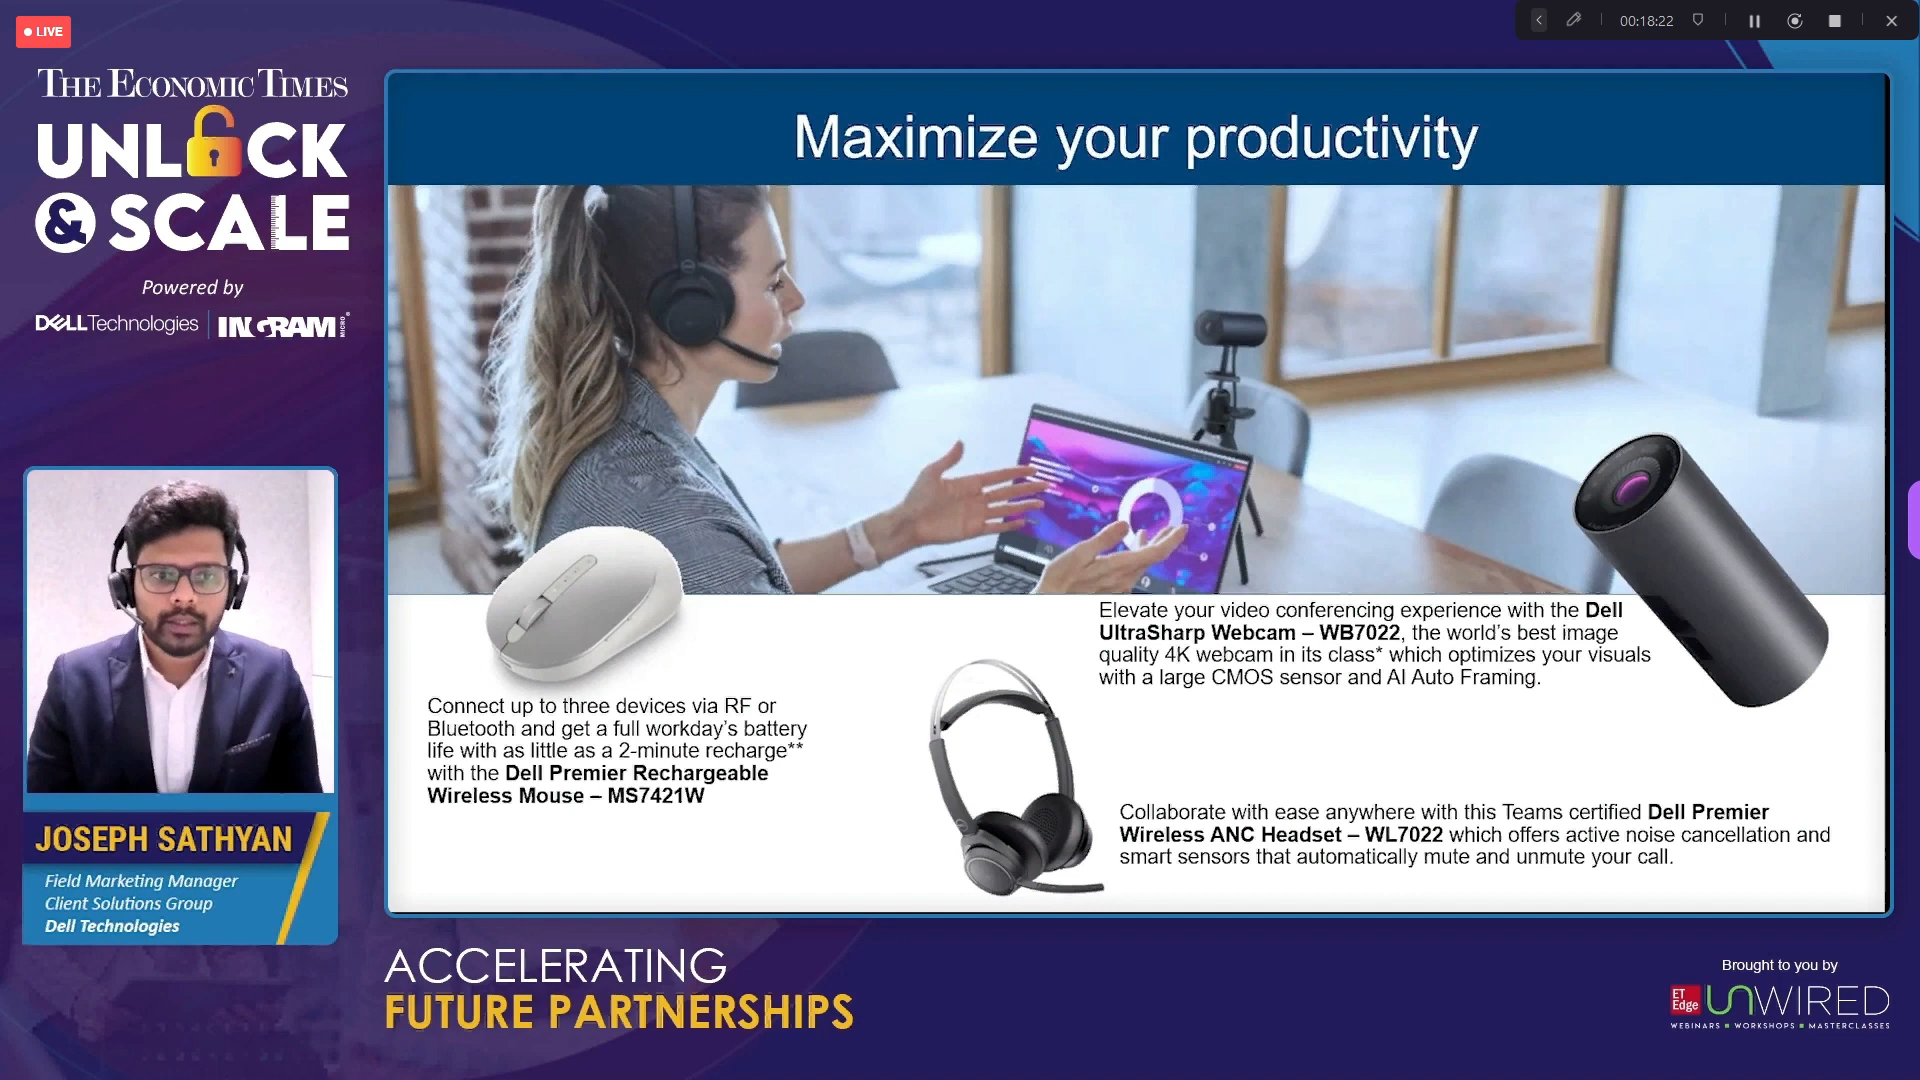 LIVE
00:18:22
THE ECONOMIC TIMES
UNLOCK
& SCALE
Powered by
DELLTechnologies
INGRAM MICRO
Maximize your productivity
Connect up to three devices via RF or
Bluetooth and get a full workday's battery
life with as little as a 2-minute recharge**
with the Dell Premier Rechargeable
Wireless Mouse – MS7421W
Elevate your video conferencing experience with the Dell
UltraSharp Webcam – WB7022, the world's best image
quality 4K webcam in its class* which optimizes your visuals
with a large CMOS sensor and AI Auto Framing.
Collaborate with ease anywhere with this Teams certified Dell Premier
Wireless ANC Headset – WL7022 which offers active noise cancellation and
smart sensors that automatically mute and unmute your call.
JOSEPH SATHYAN
Field Marketing Manager
Client Solutions Group
Dell Technologies
ACCELERATING
FUTURE PARTNERSHIPS
Brought to you by
ET Edge
UNWIRED
WEBINARS ▪ WORKSHOPS ▪ MASTERCLASSES